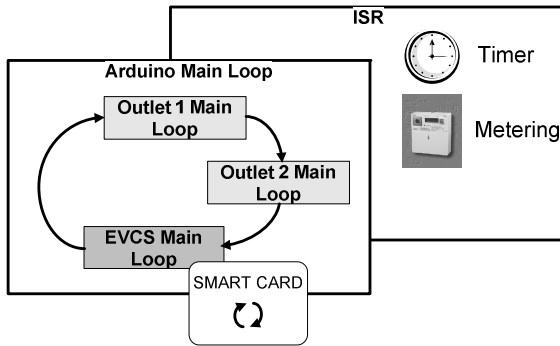 ISR
Timer
Metering
Arduino Main Loop
Outlet 1 Main
Loop
Outlet 2 Main
Loop
EVCS Main
Loop
SMART CARD